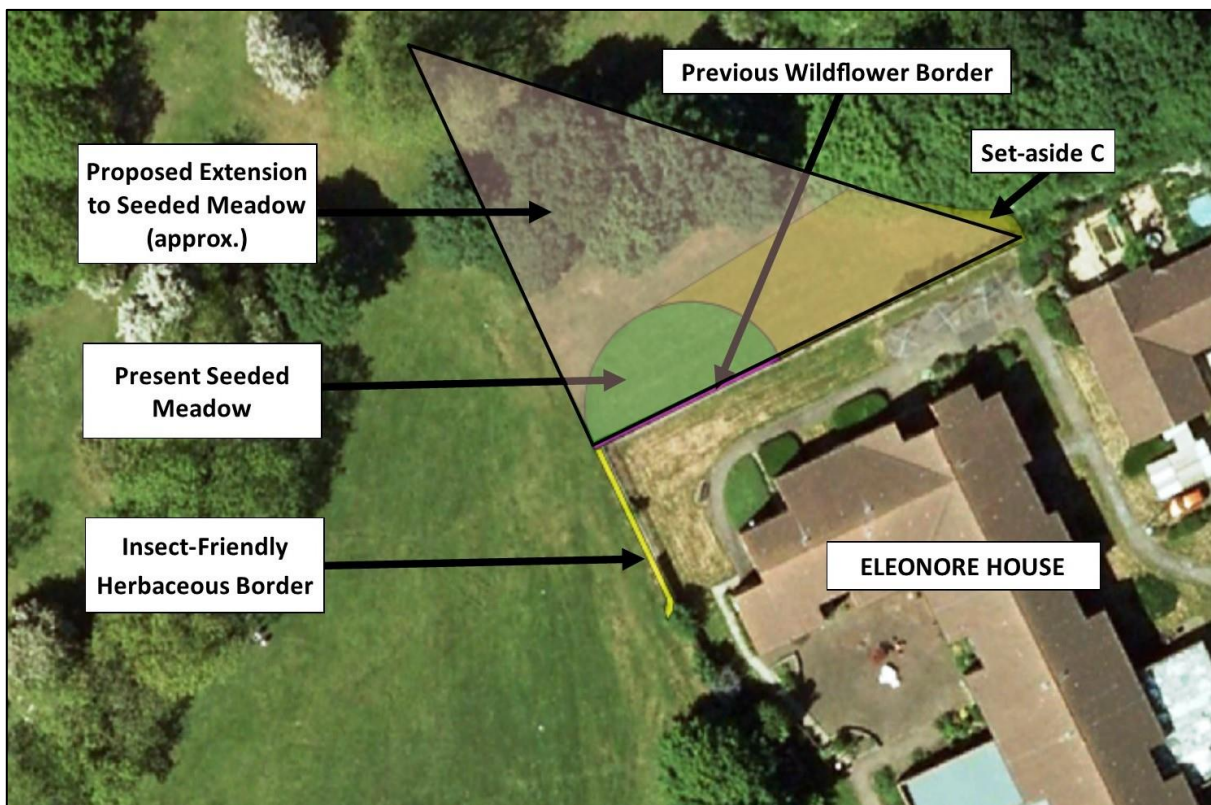 Previous Wildflower Border
Set-aside C
Proposed Extension
to Seeded Meadow
(approx.)
Present Seeded
Meadow
Insect-Friendly
Herbaceous Border
ELEONORE HOUSE